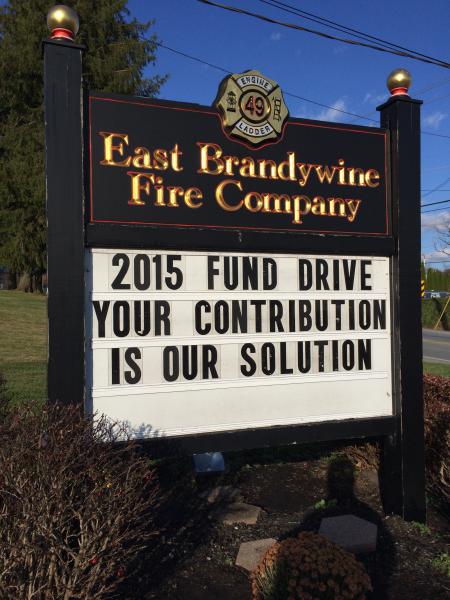 ENGINE
49
LADDER
East Brandywine
Fire Company
2015 FUND DRIVE
YOUR CONTRIBUTION
IS OUR SOLUTION